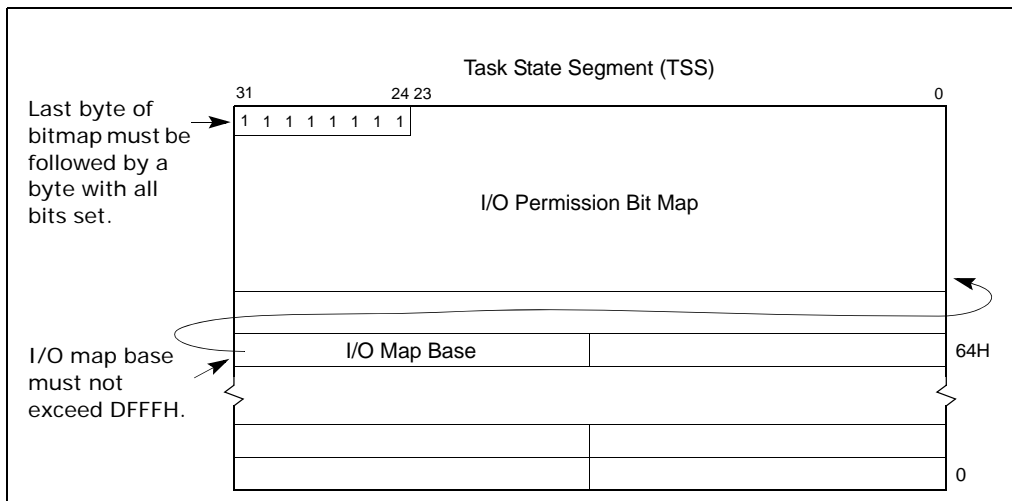 Task State Segment (TSS)
31 24 23 0
Last byte of
bitmap must be
followed by a
byte with all
bits set.
1 1 1 1 1 1 1 1
I/O Permission Bit Map
I/O map base
must not
exceed DFFFH.
I/O Map Base
64H
0